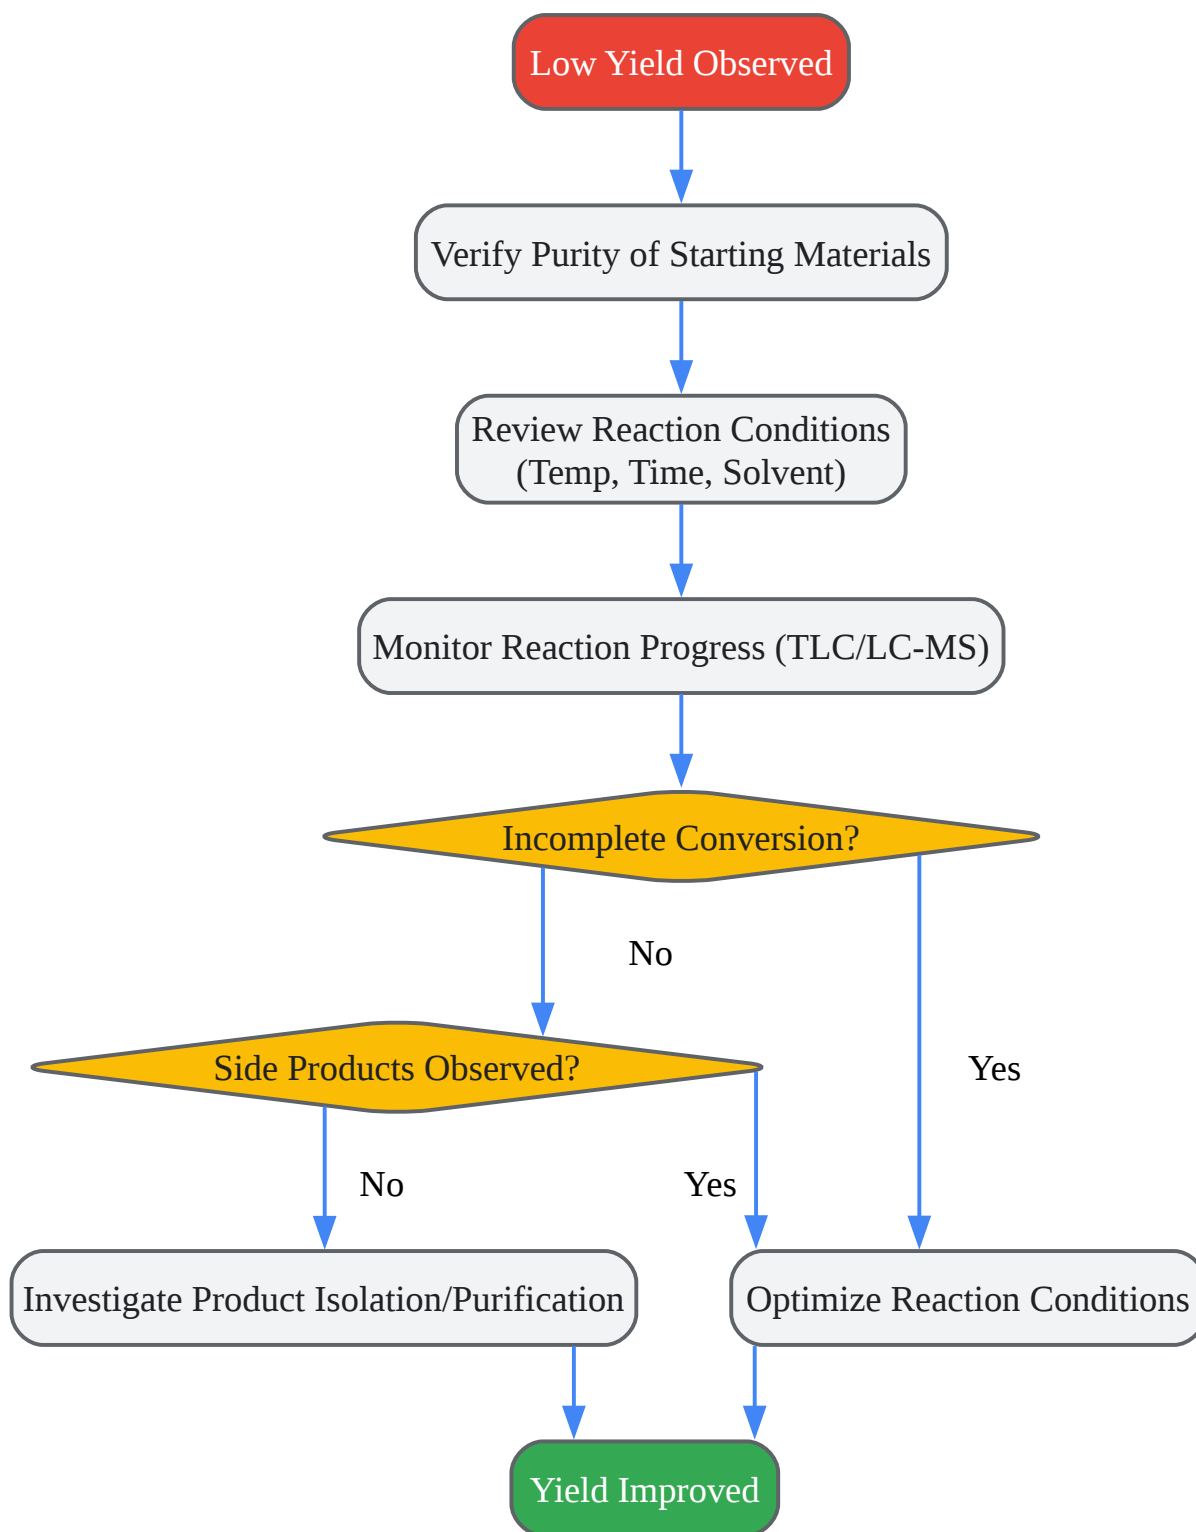 Low Yield Observed
Verify Purity of Starting Materials
Review Reaction Conditions
(Temp, Time, Solvent)
Monitor Reaction Progress (TLC/LC-MS)
Incomplete Conversion?
No
Side Products Observed?
Yes
No
Yes
Investigate Product Isolation/Purification
Optimize Reaction Conditions
Yield Improved